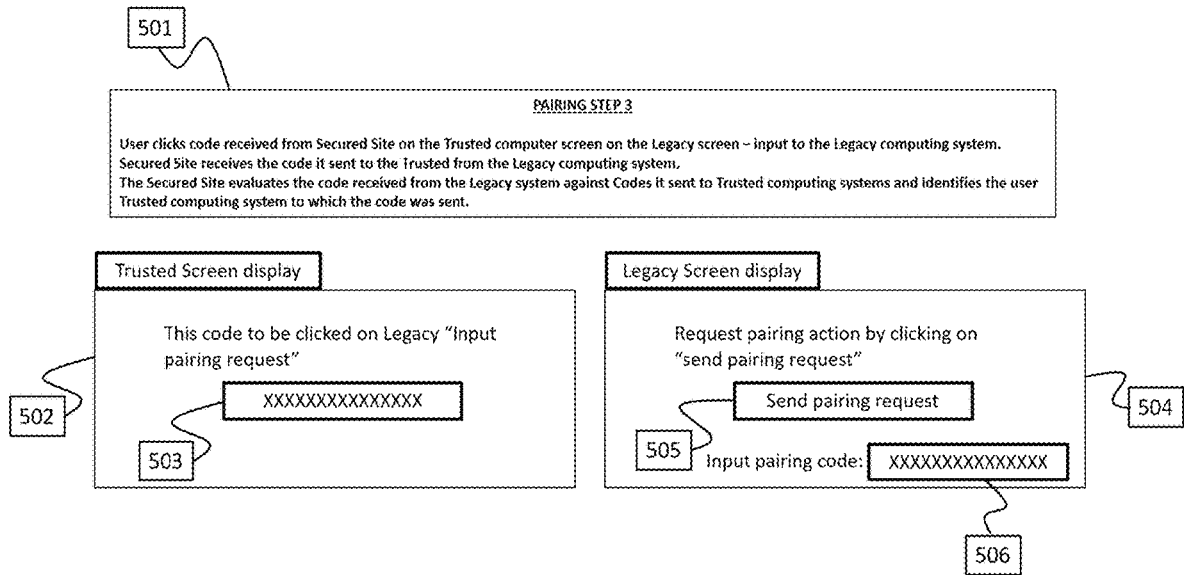 501
PAIRING STEP 3
User clicks code received from Secured Site on the Trusted computer screen on the Legacy screen – input to the Legacy computing system.
Secured Site receives the code it sent to the Trusted from the Legacy computing system.
The Secured Site evaluates the code received from the Legacy system against Codes it sent to Trusted computing systems and identifies the user
Trusted computing system to which the code was sent.
Trusted Screen display
This code to be clicked on Legacy “Input
pairing request”
XXXXXXXXXXXXXXX
502
503
Legacy Screen display
Request pairing action by clicking on
“send pairing request”
Send pairing request
504
505
Input pairing code:
XXXXXXXXXXXXXXX
506